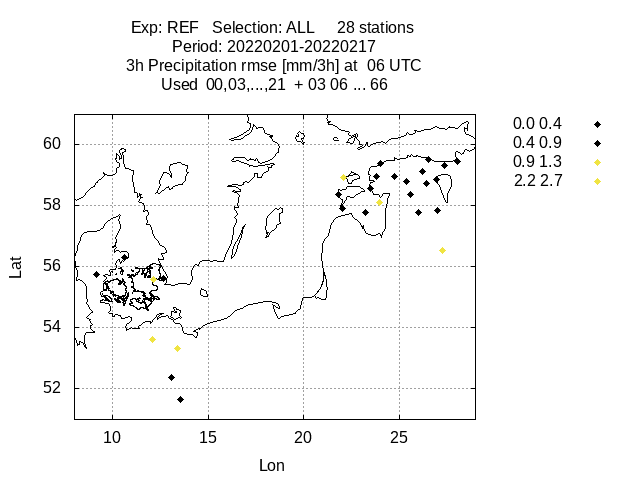 Exp: REF   Selection: ALL     28 stations
Period: 20220201-20220217
3h Precipitation rmse [mm/3h] at  06 UTC
Used  00,03,...,21  + 03 06 ... 66
0.0 0.4
0.4 0.9
0.9 1.3
2.2 2.7
60
58
56
54
52
Lat
10 15 20 25
Lon